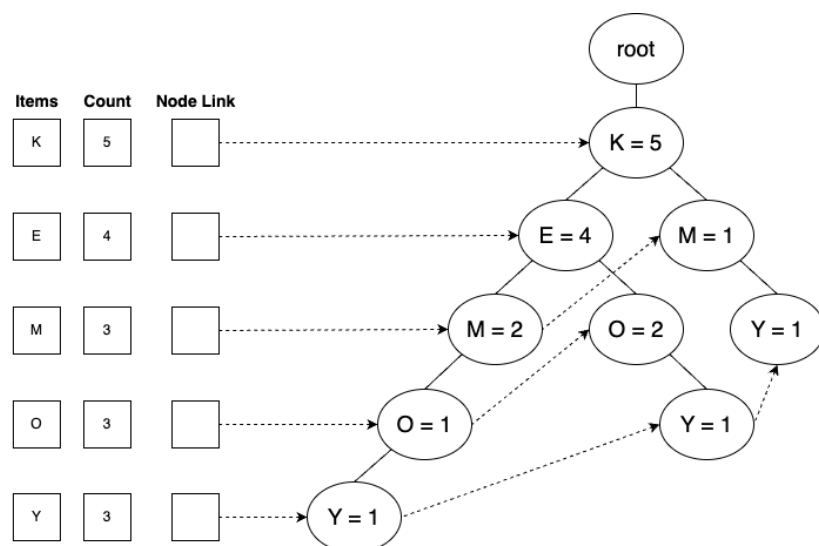 root
Items Count Node Link
K 5 K = 5
E 4 E = 4 M = 1
M 3 M = 2 O = 2 Y = 1
O 3 O = 1 Y = 1
Y 3 Y = 1